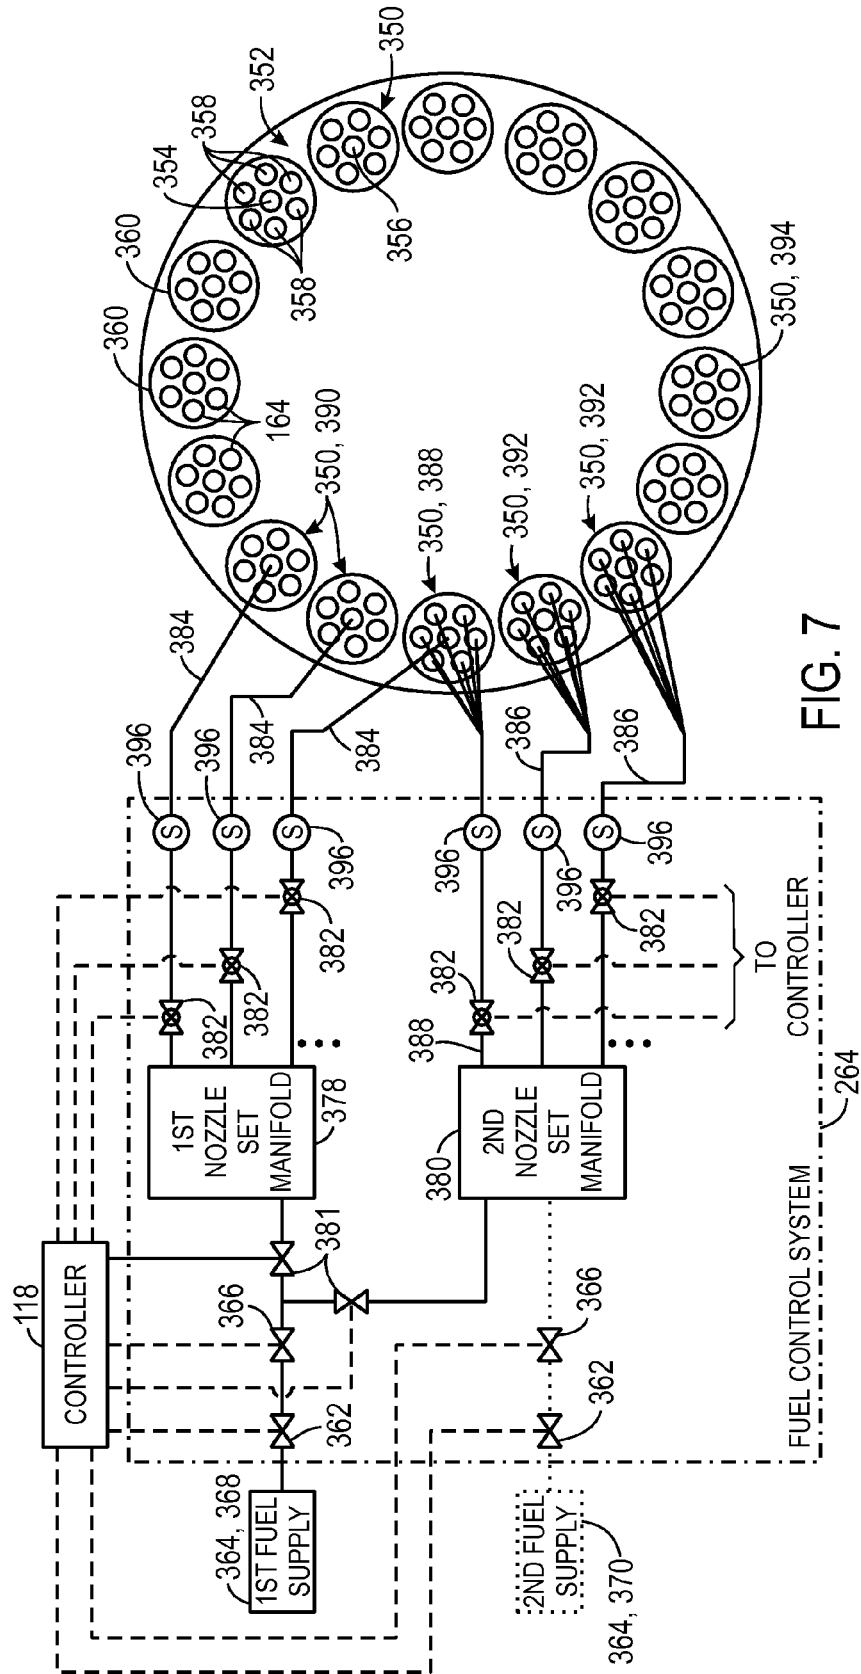 FIG. 7
FUEL CONTROL SYSTEM
264
118
CONTROLLER
364, 368
1ST FUEL
SUPPLY
364, 370
2ND FUEL
SUPPLY
362
362
366
366
381
1ST
NOZZLE
SET
MANIFOLD
378
380
2ND
NOZZLE
SET
MANIFOLD
388
382
382
382
382
382
382
TO
CONTROLLER
S
S
S
S
S
S
396
396
396
396
396
396
384
384
384
386
386
350, 390
350, 388
350, 392
350, 392
350, 394
164
360
360
354
358
358
352
350
356